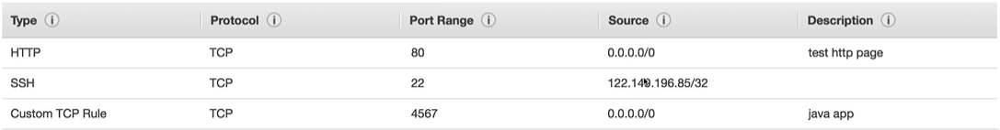 Type Protocol Port Range Source Description
HTTP TCP 80 0.0.0.0/0 test http page
SSH TCP 22 122.149.196.85/32
Custom TCP Rule TCP 4567 0.0.0.0/0 java app